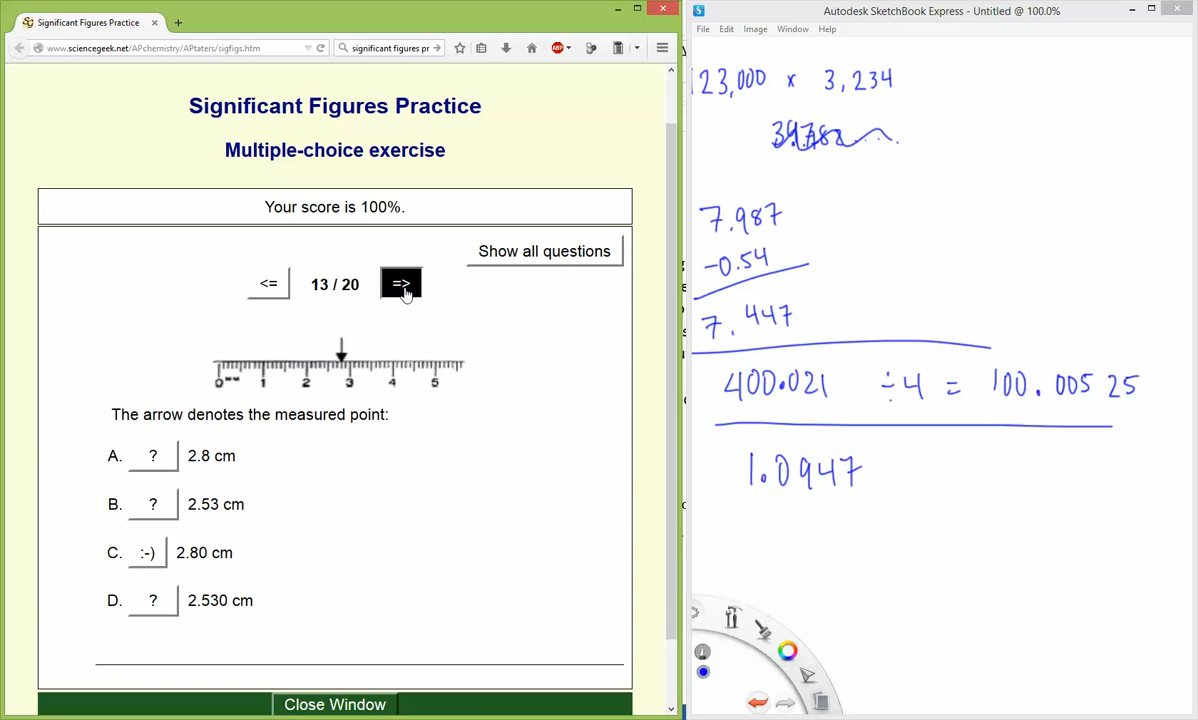 Significant Figures Practice
www.sciencegeek.net/APchemistry/APtaters/sigfigs.htm
significant figures pr
ABP
Significant Figures Practice
Multiple-choice exercise
Your score is 100%.
Show all questions
<= 13 / 20 =>
0 1 2 3 4 5
The arrow denotes the measured point:
A. ? 2.8 cm
B. ? 2.53 cm
C. :-) 2.80 cm
D. ? 2.530 cm
Close Window
Autodesk SketchBook Express - Untitled @ 100.0%
File Edit Image Window Help
123,000 x 3,234
7.987
-0.54
7.447
400.021 ÷4 = 100.005 25
1.0947